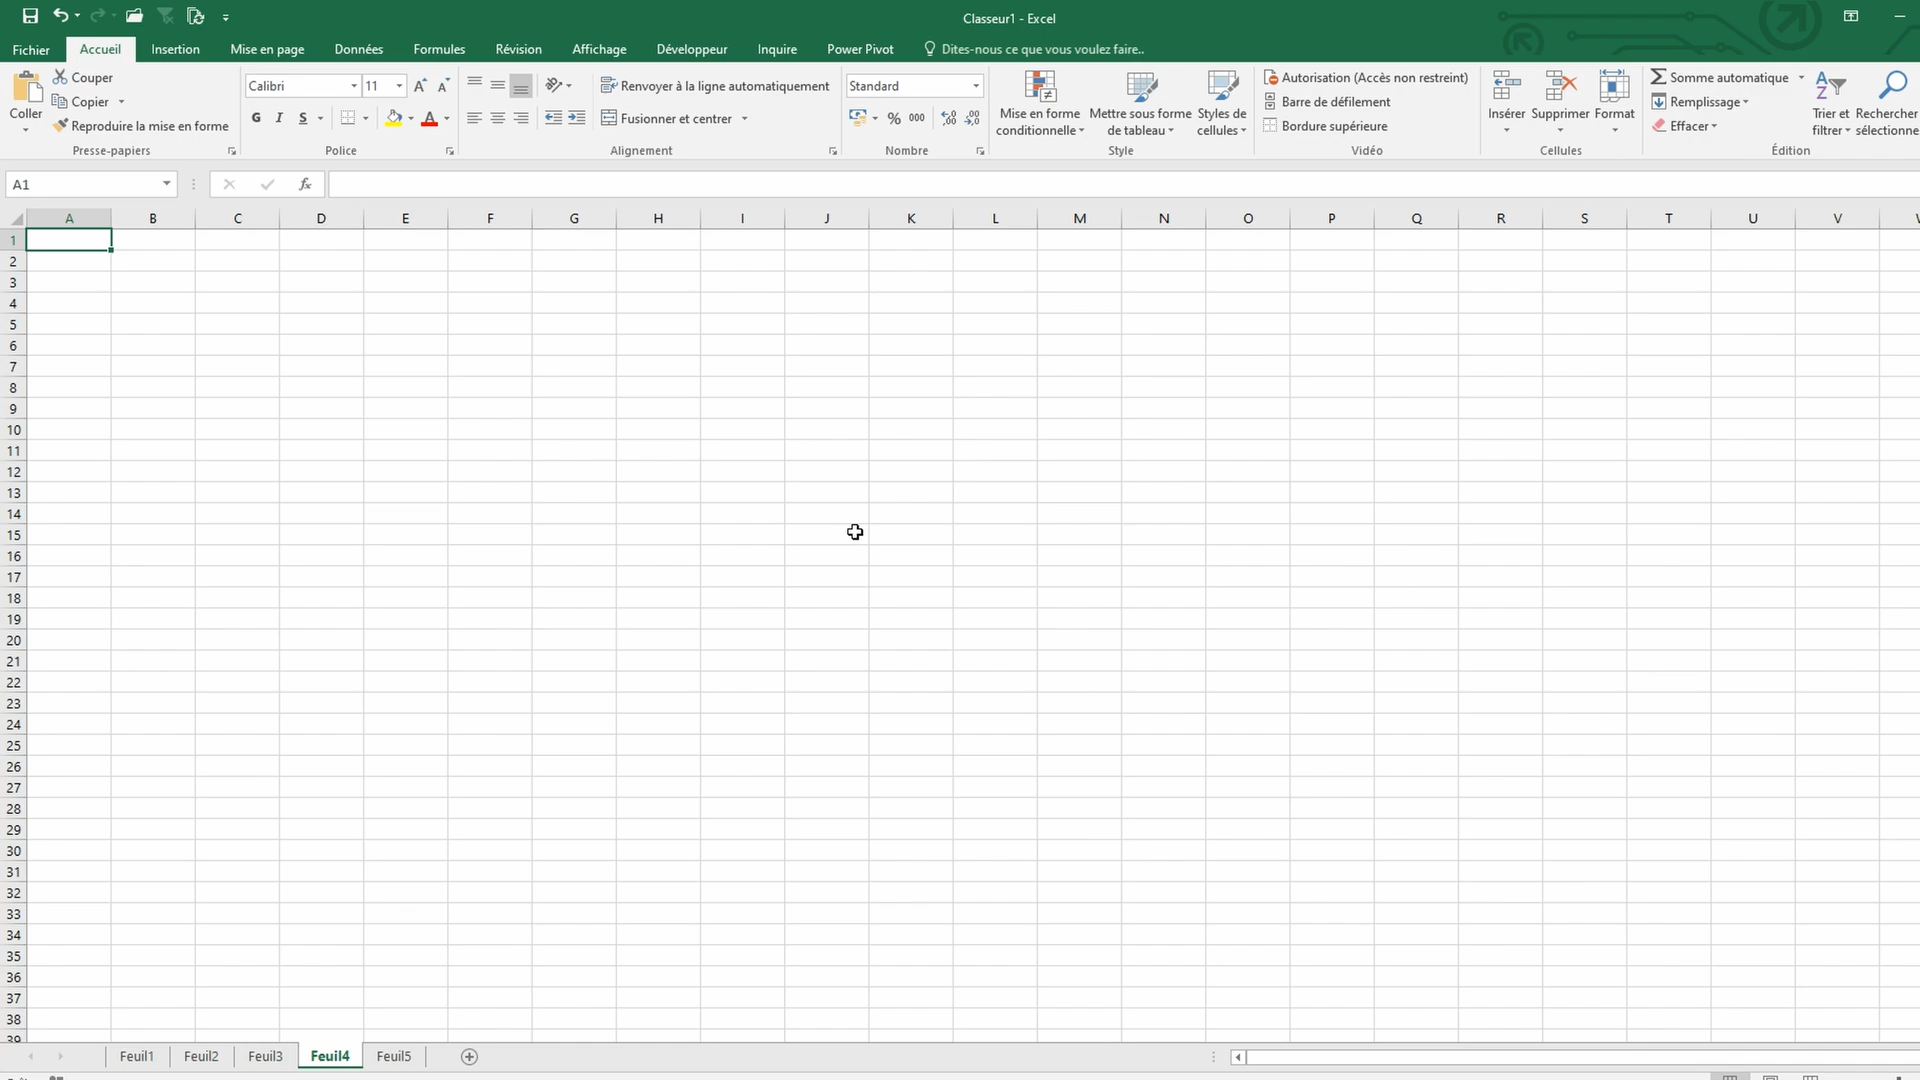 Classeur1 - Excel
Fichier Accueil Insertion Mise en page Données Formules Révision Affichage Développeur Inquire Power Pivot Dites-nous ce que vous voulez faire..
Couper
Copier
Reproduire la mise en forme
Coller
Presse-papiers
Calibri 11
G I S
Police
Renvoyer à la ligne automatiquement
Fusionner et centrer
Alignement
Standard
% 000
Nombre
Mise en forme conditionnelle
Mettre sous forme de tableau
Styles de cellules
Style
Autorisation (Accès non restreint)
Barre de défilement
Bordure supérieure
Vidéo
Insérer Supprimer Format
Cellules
Somme automatique
Remplissage
Effacer
Trier et filtrer
Rechercher
sélectionne
Édition
A1
fx
A B C D E F G H I J K L M N O P Q R S T U V
1
2
3
4
5
6
7
8
9
10
11
12
13
14
15
16
17
18
19
20
21
22
23
24
25
26
27
28
29
30
31
32
33
34
35
36
37
38
39
Feuil1 Feuil2 Feuil3 Feuil4 Feuil5